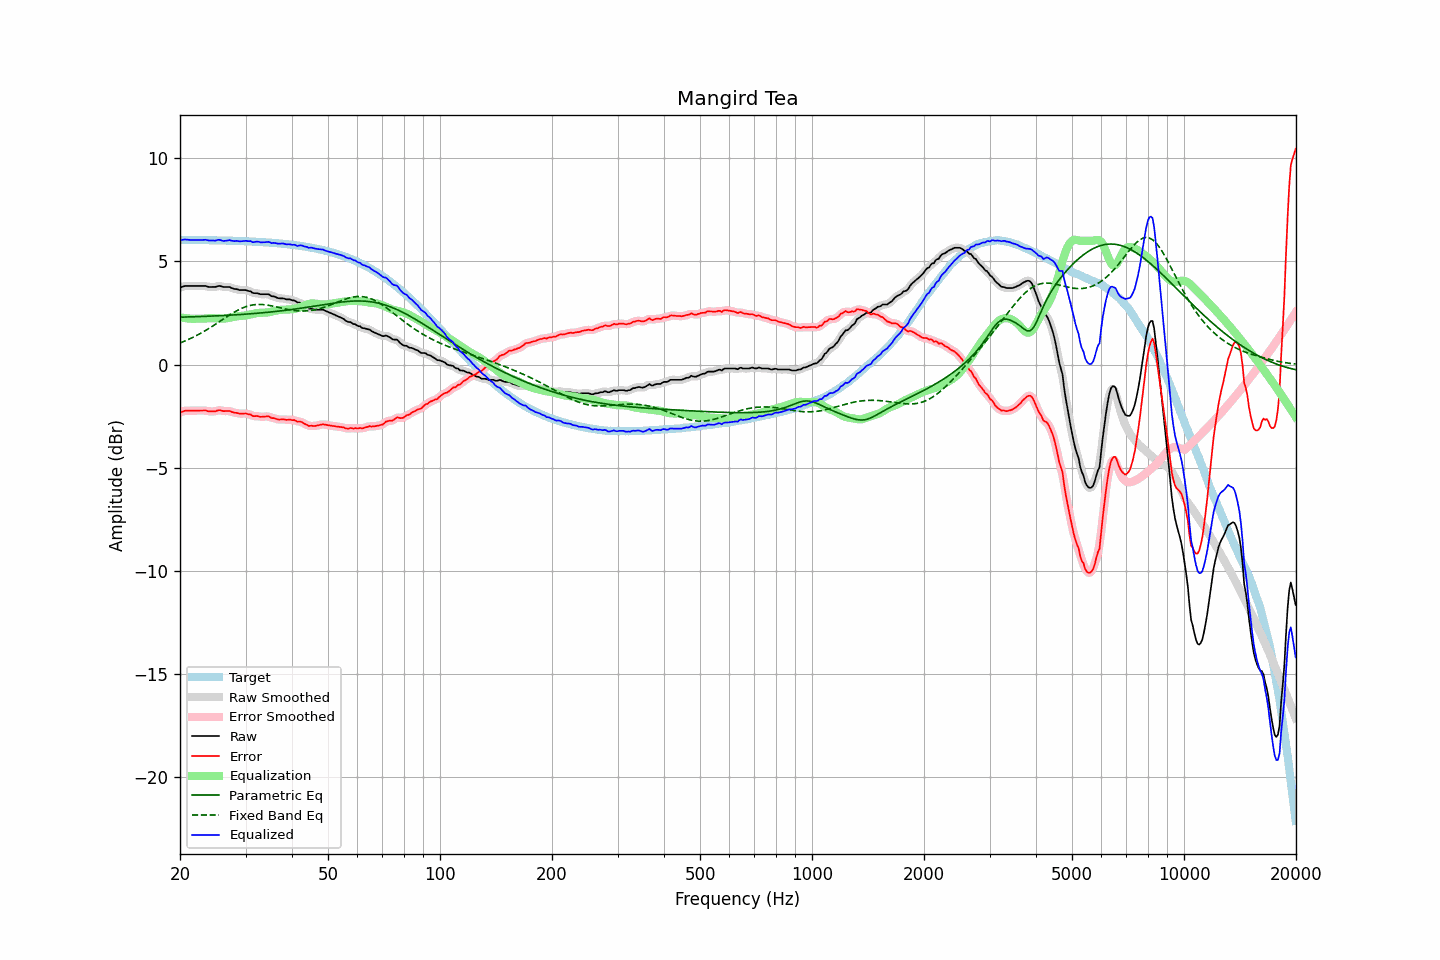 Mangird Tea
Amplitude (dBr)
10
5
0
−5
−10
−15
−20
Target
Raw Smoothed
Error Smoothed
Raw
Error
Equalization
Parametric Eq
Fixed Band Eq
Equalized
20 50 100 200 500 1000 2000 5000 10000 20000
Frequency (Hz)